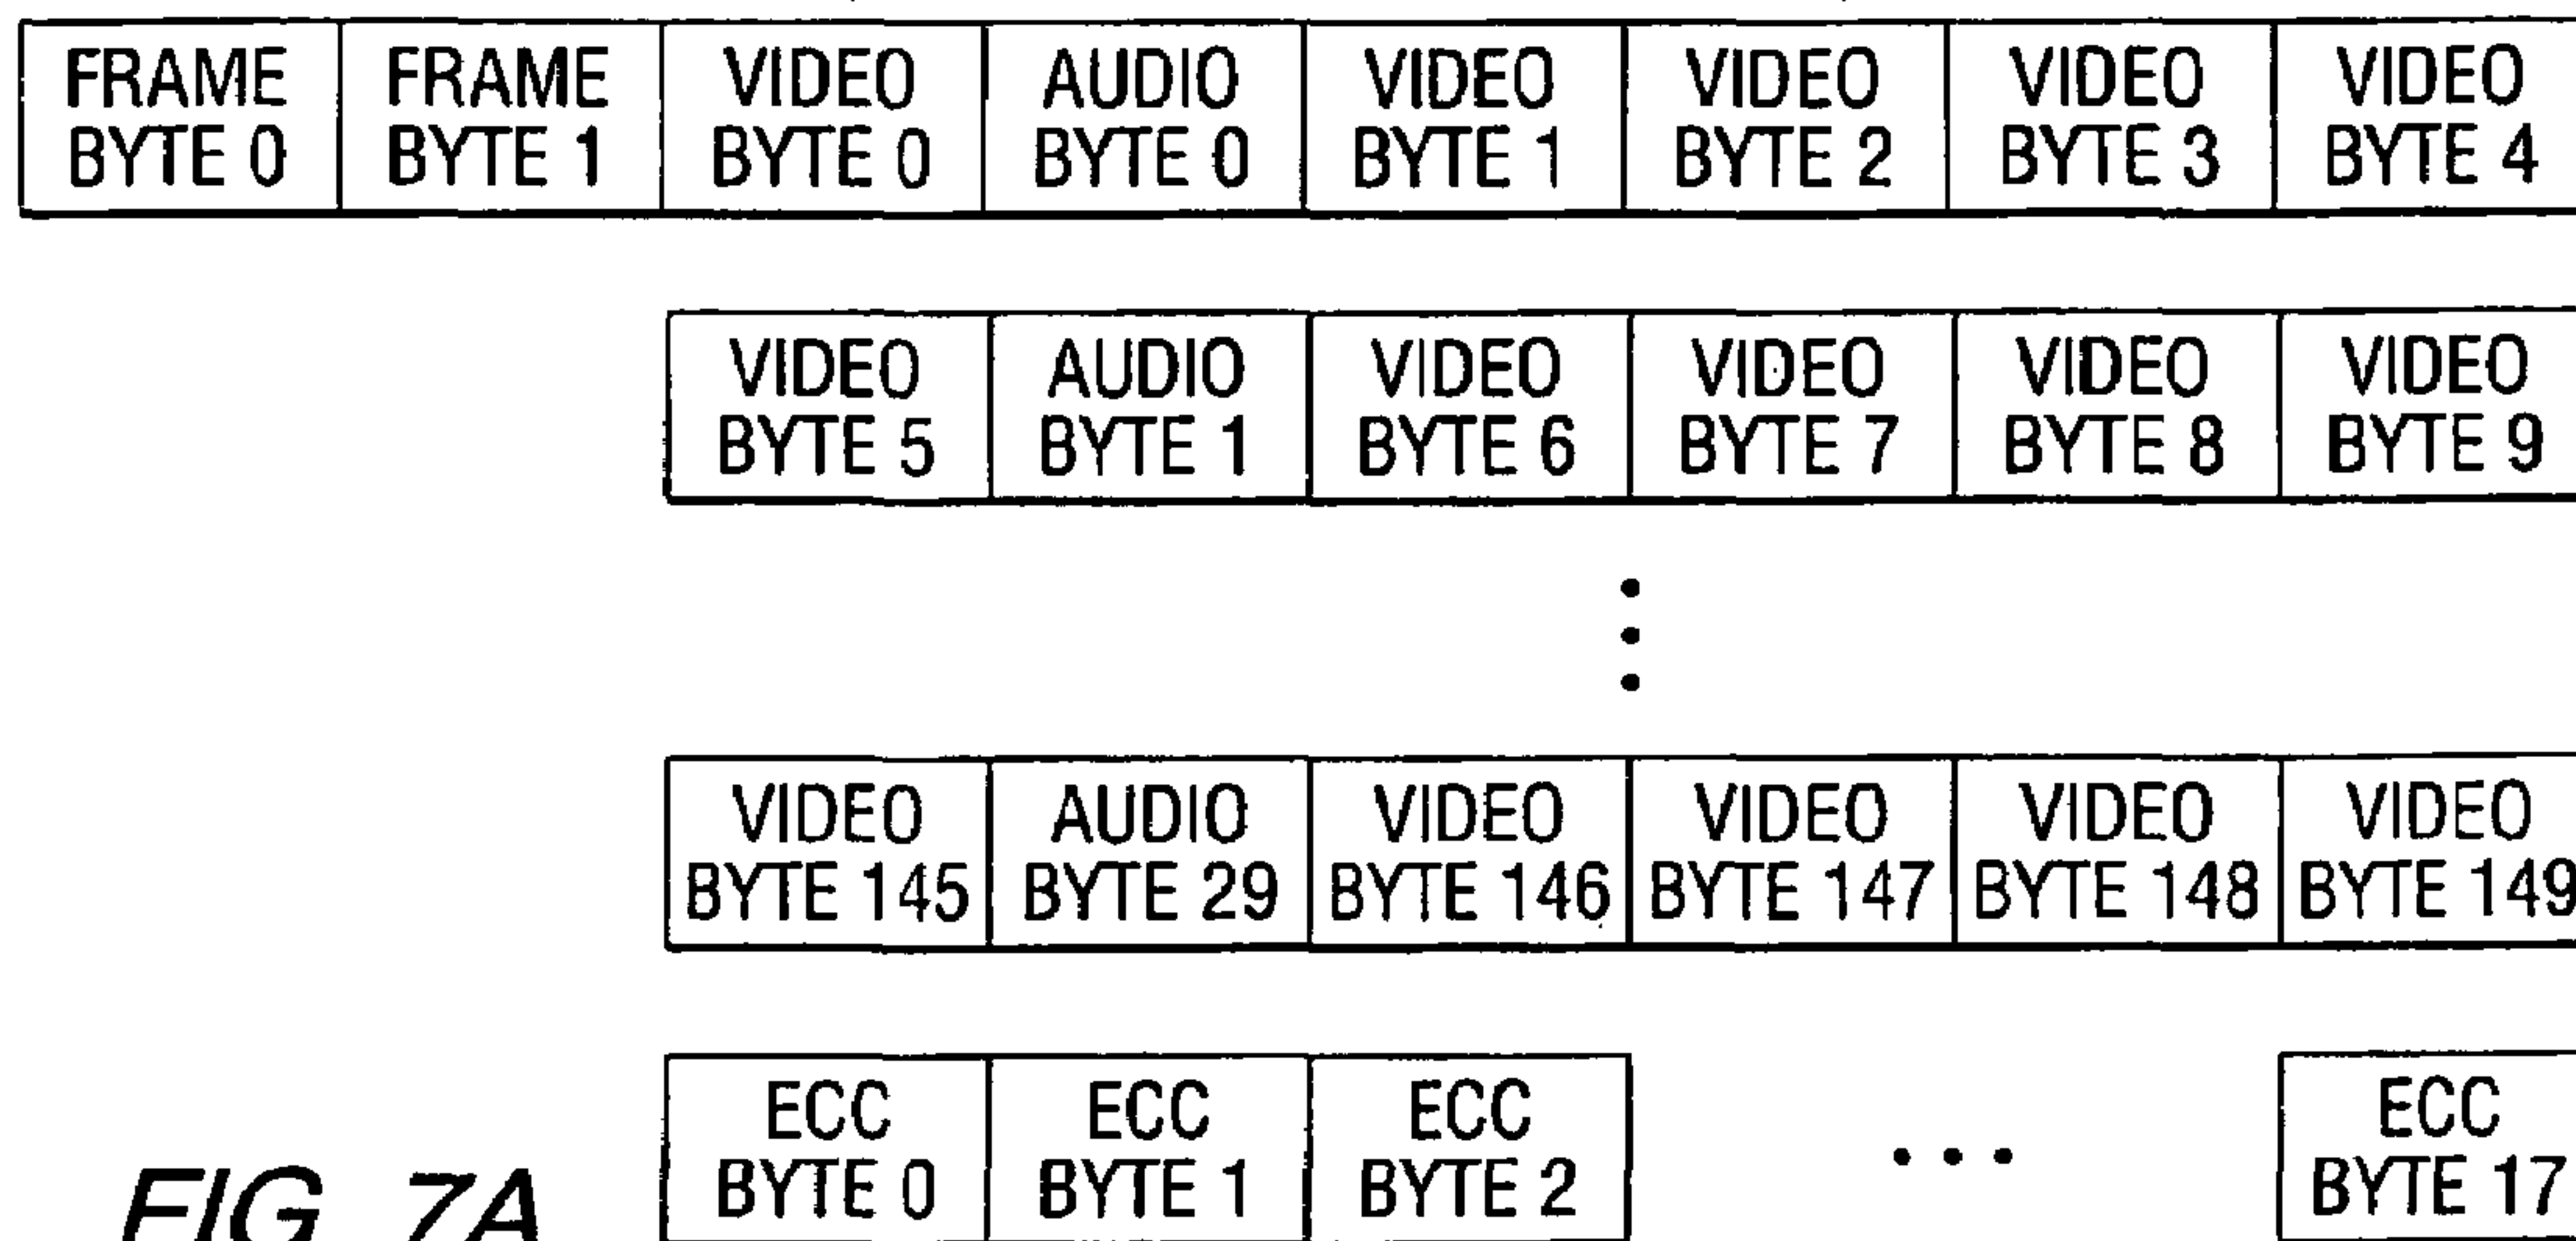 FRAME BYTE 0 FRAME BYTE 1 VIDEO BYTE 0 AUDIO BYTE 0 VIDEO BYTE 1 VIDEO BYTE 2 VIDEO BYTE 3 VIDEO BYTE 4
VIDEO BYTE 5 AUDIO BYTE 1 VIDEO BYTE 6 VIDEO BYTE 7 VIDEO BYTE 8 VIDEO BYTE 9
VIDEO BYTE 145 AUDIO BYTE 29 VIDEO BYTE 146 VIDEO BYTE 147 VIDEO BYTE 148 VIDEO BYTE 149
ECC BYTE 0 ECC BYTE 1 ECC BYTE 2 • • • ECC BYTE 17
FIG 7A